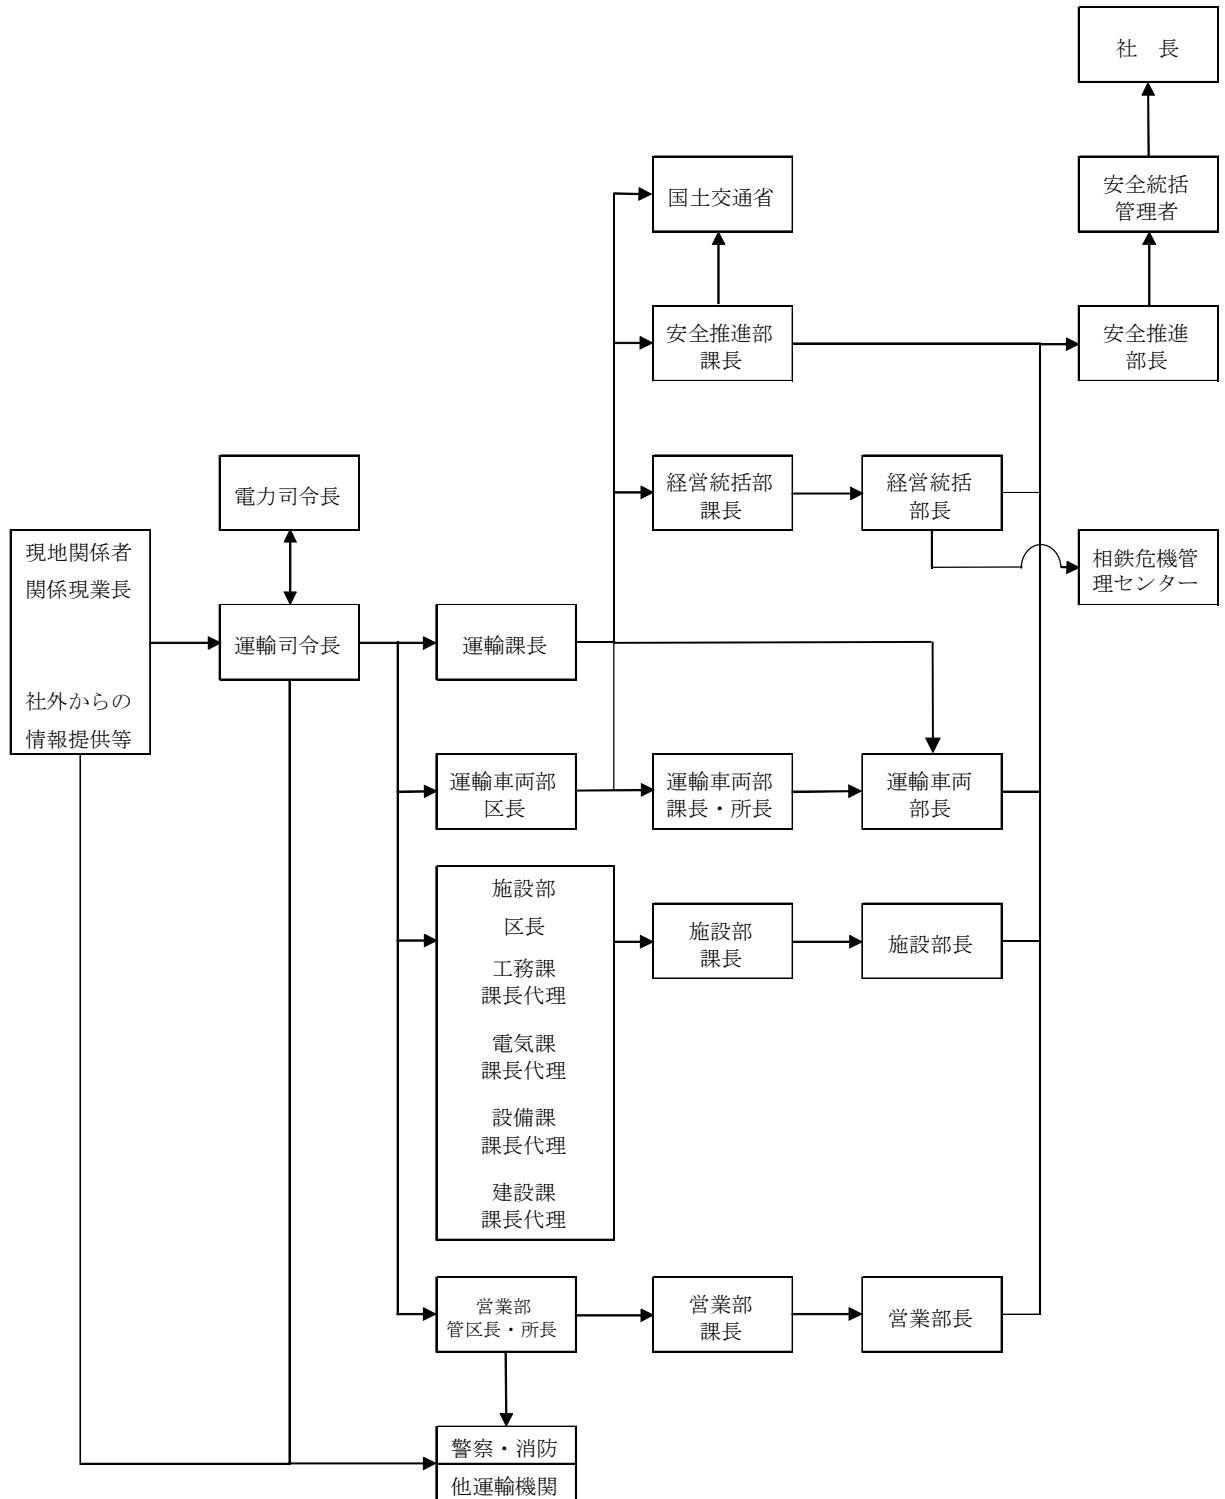 社　長
国土交通省
安全統括
管理者
安全推進部
課長
安全推進
部長
電力司令長
経営統括部
課長
経営統括
部長
現地関係者
関係現業長
社外からの
情報提供等
相鉄危機管
理センター
運輸司令長
運輸課長
運輸車両部
区長
運輸車両部
課長・所長
運輸車両
部長
施設部
区長
工務課
課長代理
電気課
課長代理
設備課
課長代理
建設課
課長代理
施設部
課長
施設部長
営業部
管区長・所長
営業部
課長
営業部長
警察・消防
他運輸機関